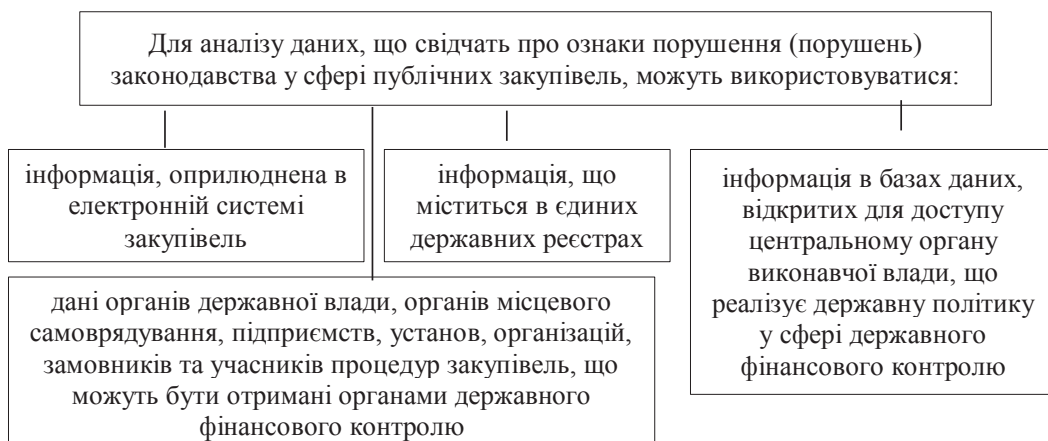 Для аналізу даних, що свідчать про ознаки порушення (порушень)
законодавства у сфері публічних закупівель, можуть використовуватися:
інформація, оприлюднена в
електронній системі
закупівель
інформація, що
міститься в єдиних
державних реєстрах
інформація в базах даних,
відкритих для доступу
центральному органу
виконавчої влади, що
реалізує державну політику
у сфері державного
фінансового контролю
дані органів державної влади, органів місцевого
самоврядування, підприємств, установ, організацій,
замовників та учасників процедур закупівель, що
можуть бути отримані органами державного
фінансового контролю